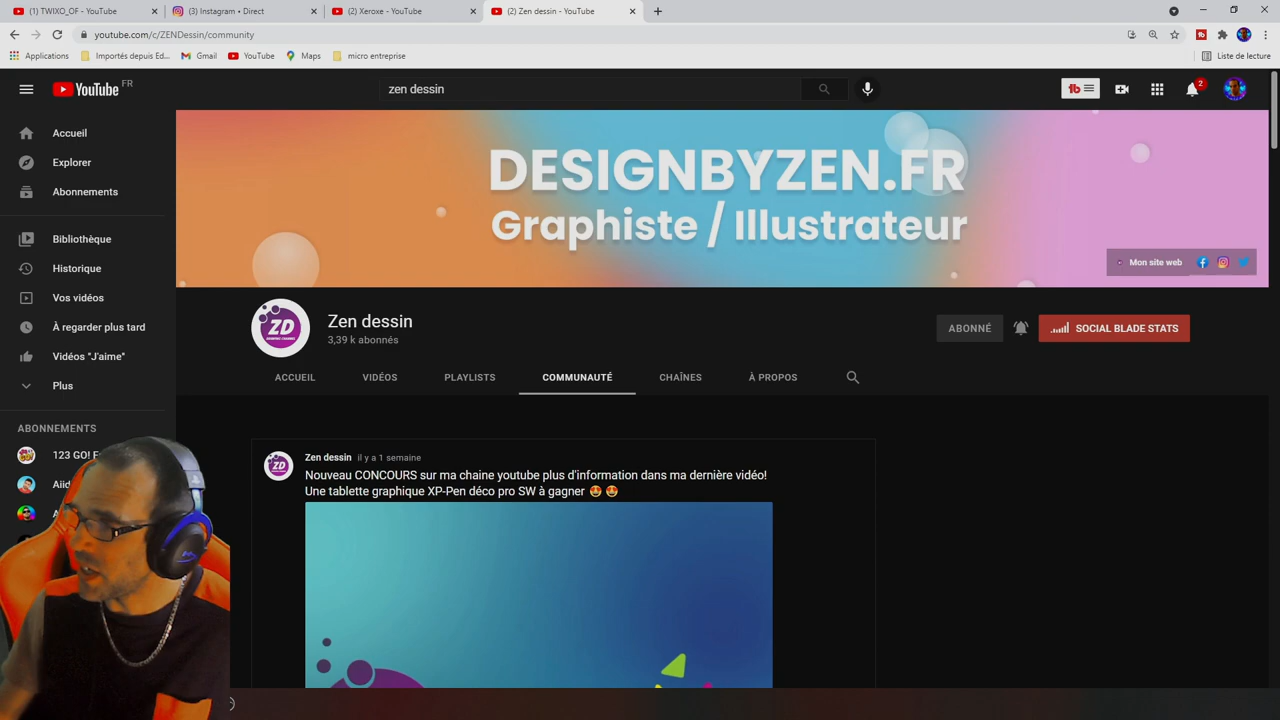 (1) TWIXO_OF - YouTube
(3) Instagram • Direct
(2) Xeroxe - YouTube
(2) Zen dessin - YouTube
youtube.com/c/ZENDessin/community
Applications
Importés depuis Ed...
Gmail
YouTube
Maps
micro entreprise
Liste de lecture
YouTube FR
zen dessin
2
Accueil
Explorer
Abonnements
Bibliothèque
Historique
Vos vidéos
À regarder plus tard
Vidéos "J'aime"
Plus
ABONNEMENTS
123 GO!
DESIGNBYZEN.FR
Graphiste / Illustrateur
Mon site web
ZD
Zen dessin
3,39 k abonnés
ABONNÉ
SOCIAL BLADE STATS
ACCUEIL
VIDÉOS
PLAYLISTS
COMMUNAUTÉ
CHAÎNES
À PROPOS
ZD
Zen dessin il y a 1 semaine
Nouveau CONCOURS sur ma chaine youtube plus d'information dans ma dernière vidéo!
Une tablette graphique XP-Pen déco pro SW à gagner